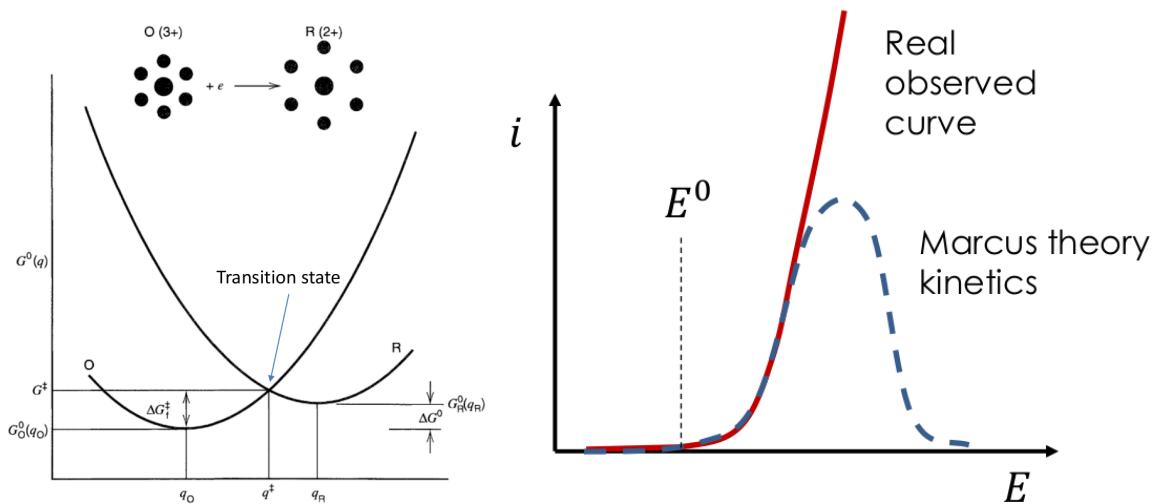 O (3+)
R (2+)
+ e
G⁰(q)
Transition state
O
R
G‡
ΔG‡f
G⁰R(qR)
ΔG⁰
G⁰O(qO)
qO
q‡
qR
i
E⁰
Real
observed
curve
Marcus theory
kinetics
E